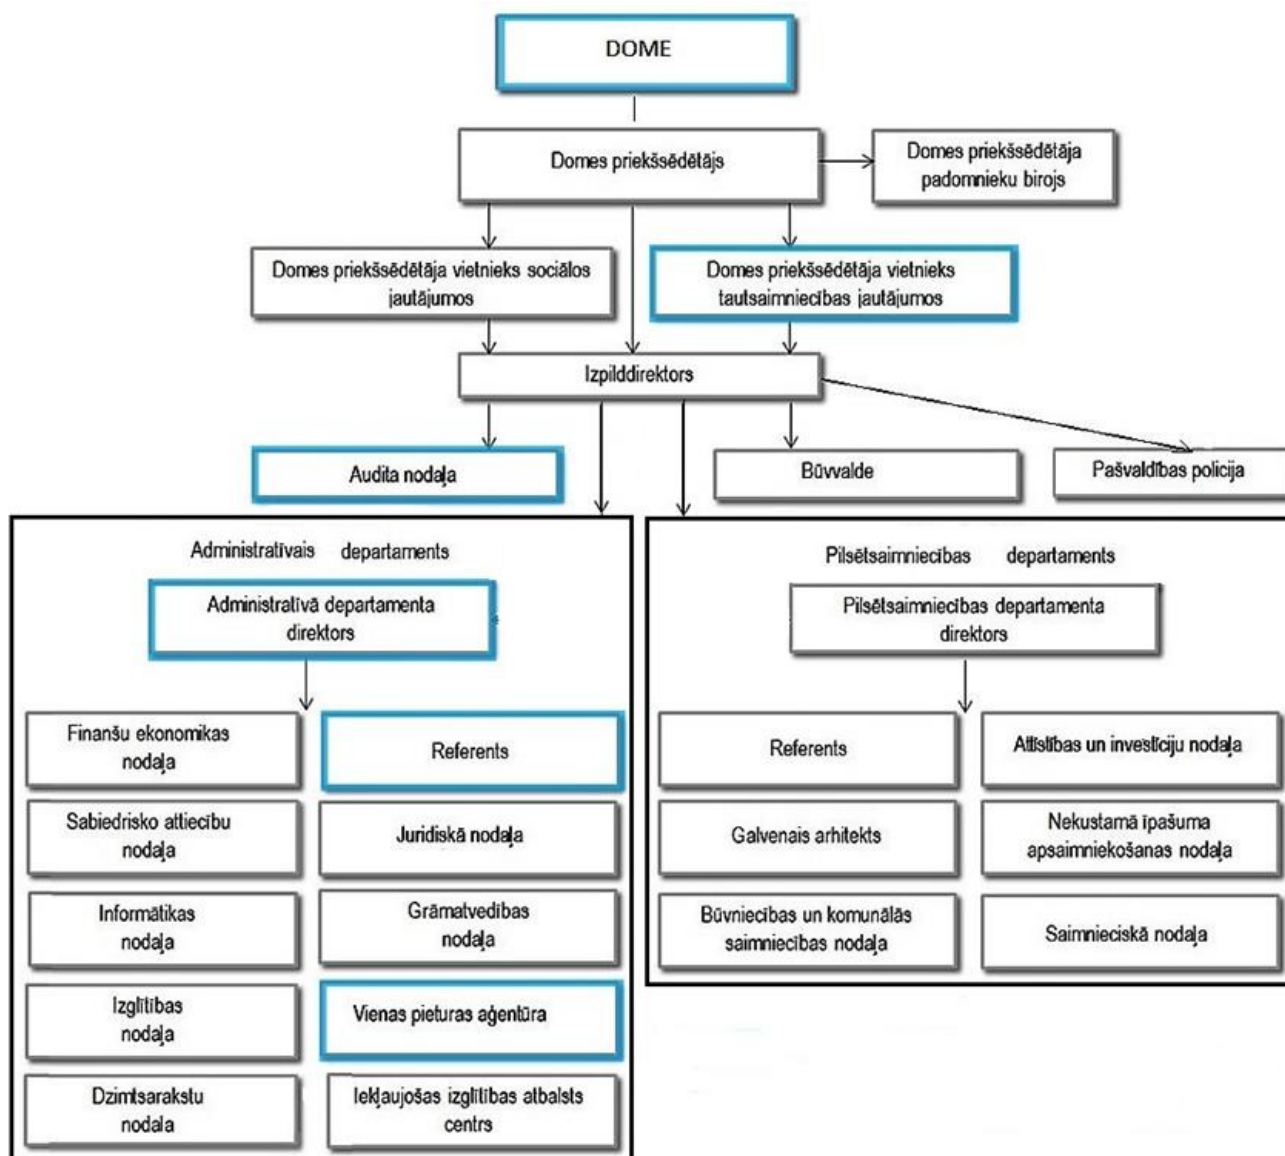 DOME
Domes priekšsēdētājs
Domes priekšsēdētāja
padomnieku birojs
Domes priekšsēdētāja vietnieks sociālos
jautājumos
Domes priekšsēdētāja vietnieks
tautsaimniecības jautājumos
Izpilddirektors
Audita nodaļa
Būvvalde
Pašvaldības policija
Administratīvais departaments
Administratīvā departamenta
direktors
Finanšu ekonomikas
nodaļa
Referents
Sabiedrisko attiecību
nodaļa
Juridiskā nodaļa
Informātikas
nodaļa
Grāmatvedības
nodaļa
Izglītības
nodaļa
Vienas pieturas aģentūra
Dzimtsarakstu
nodala
Iekļaujošas izglītības atbalsts
centrs
Pilsētsaimniecības departaments
Pilsētsaimniecības departamenta
direktors
Referents
Attīstības un investīciju nodaļa
Galvenais arhitekts
Nekustamā īpašuma
apsaimniekošanas nodaļa
Būvniecības un komunālās
saimniecības nodaļa
Saimnieciskā nodaļa